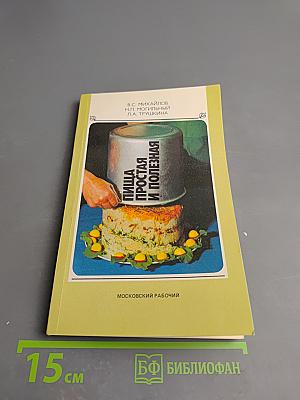 В.С. МИХАЙЛОВ
Н.П. МОГИЛЬНЫЙ
Л.А. ТРУШКИНА
ПИЩА
ПРОСТАЯ
И ПОЛЕЗНАЯ
МОСКОВСКИЙ РАБОЧИЙ
15 см
БФ БИБЛИОФАН